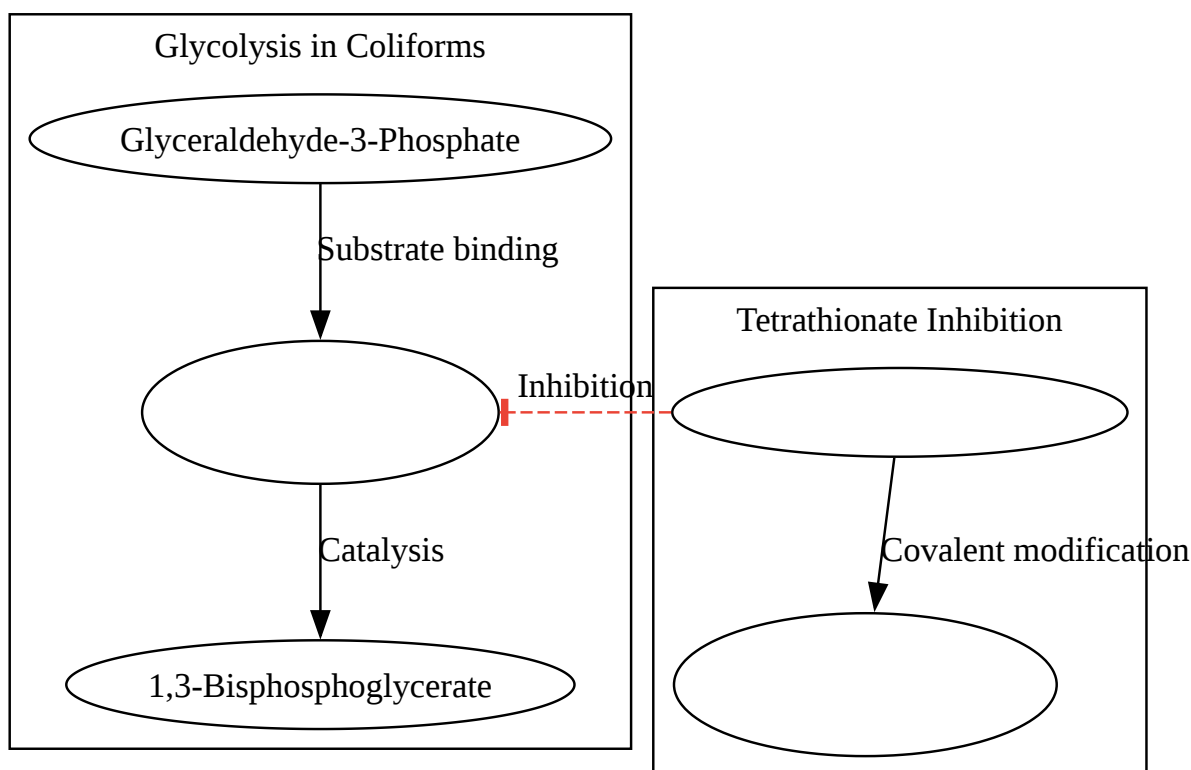 Glycolysis in Coliforms
Glyceraldehyde-3-Phosphate
Substrate binding
Tetrathionate Inhibition
Inhibition
Catalysis
Covalent modification
1,3-Bisphosphoglycerate